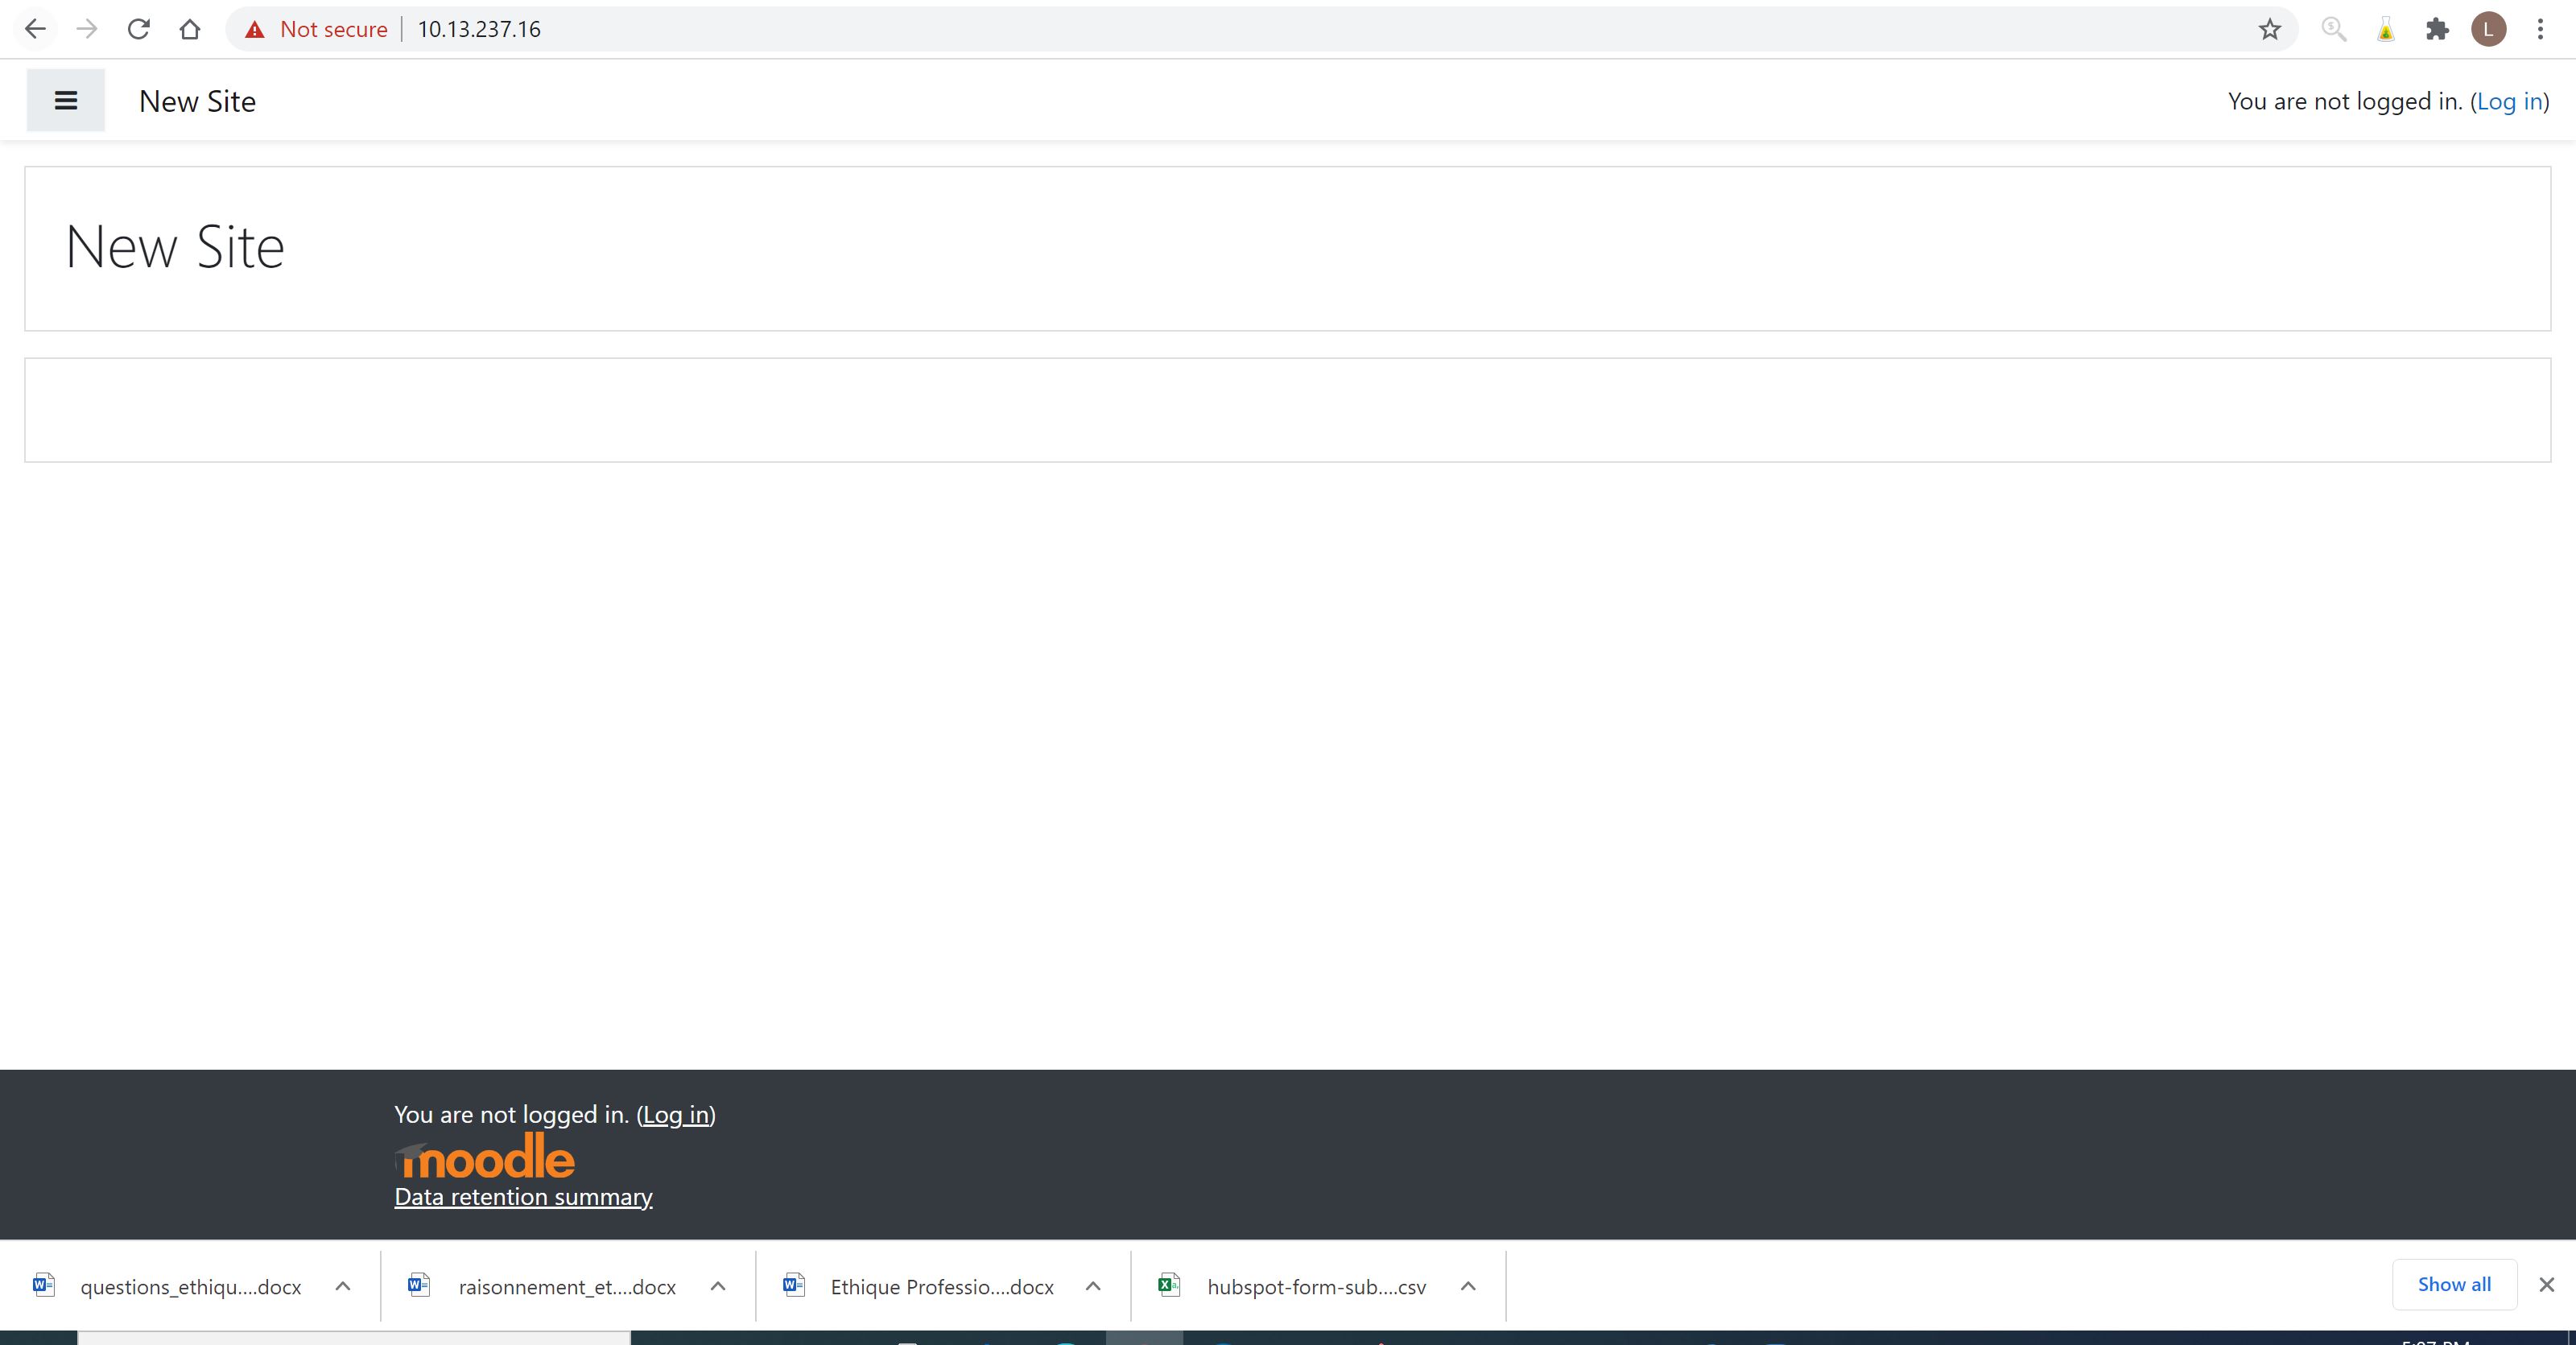 Not secure 10.13.237.16
L
New Site
You are not logged in. (Log in)
New Site
You are not logged in. (Log in)
moodle
Data retention summary
questions_ethiqu....docx
raisonnement_et....docx
Ethique Professio....docx
hubspot-form-sub....csv
Show all